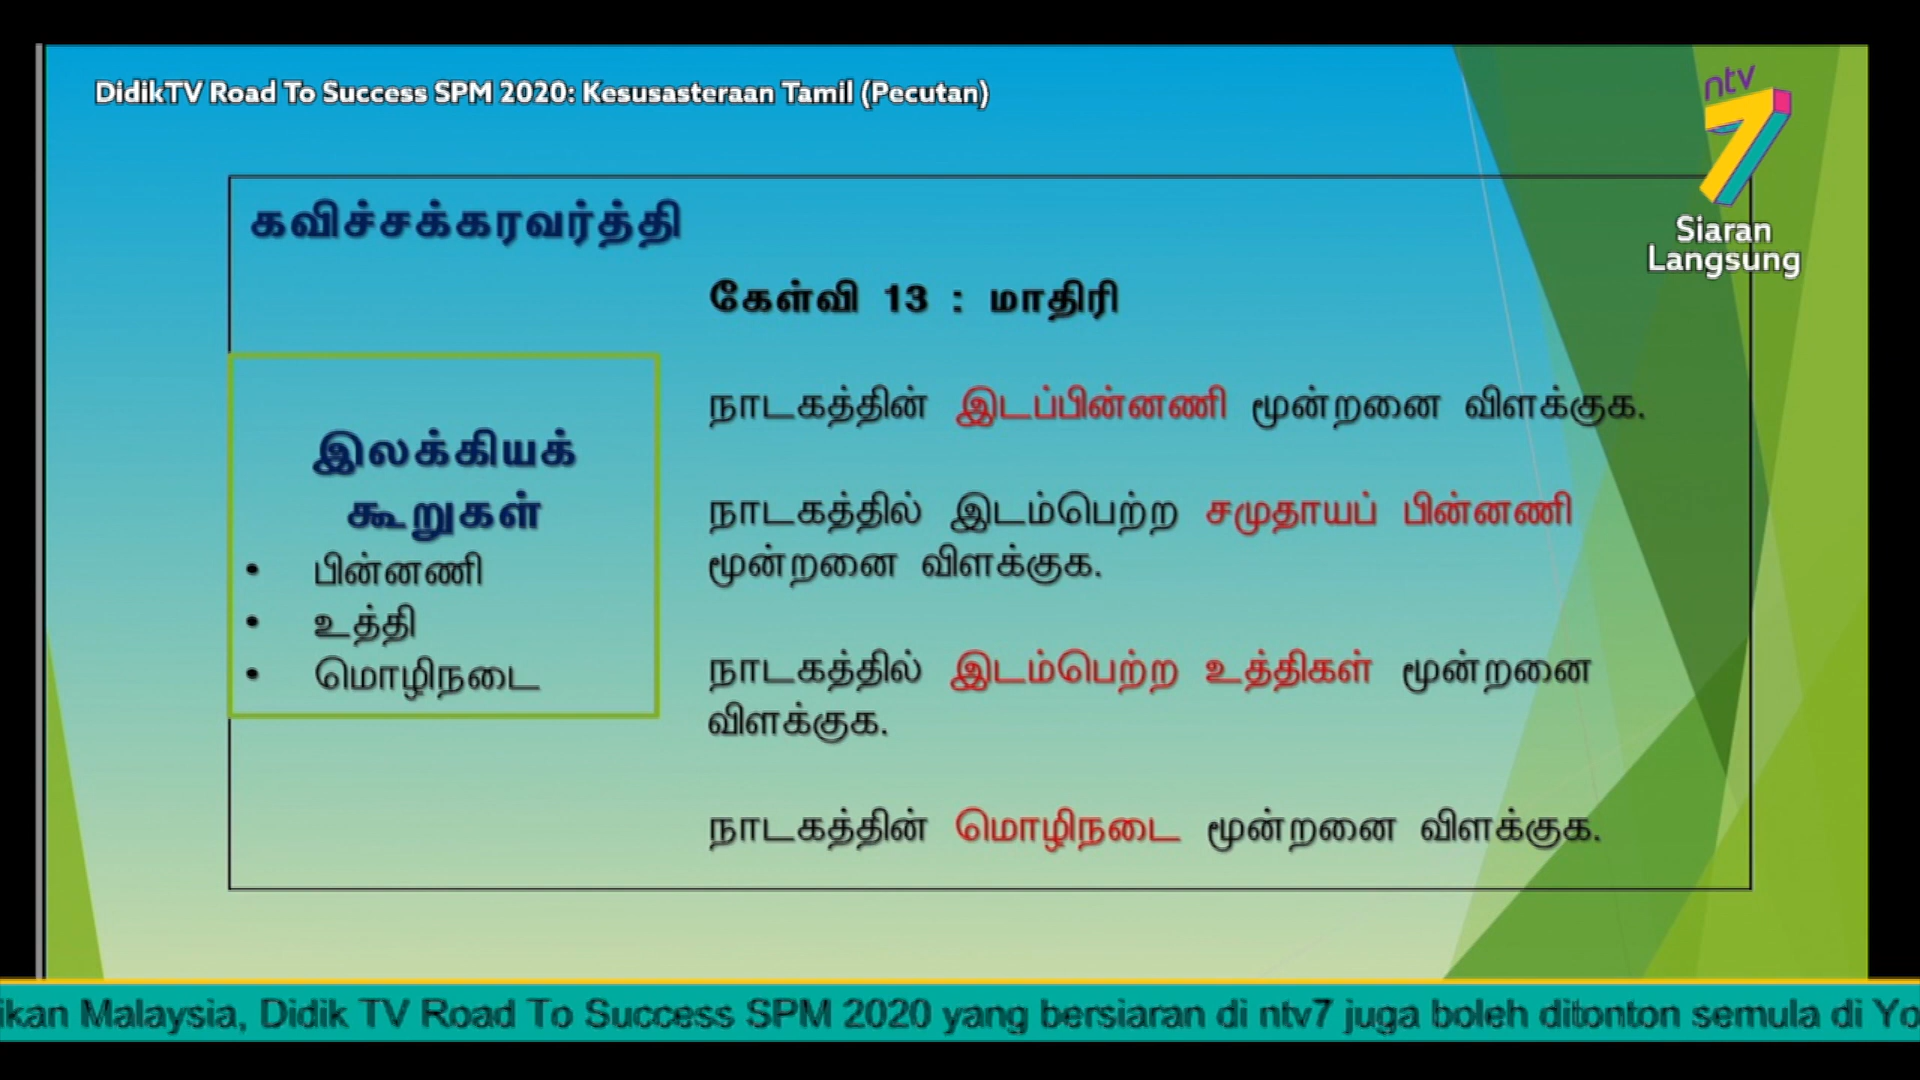 DidikTV Road To Success SPM 2020: Kesusasteraan Tamil (Pecutan)
ntv
7
Siaran
Langsung
கவிச்சக்கரவர்த்தி
கேள்வி 13 : மாதிரி
இலக்கியக்
கூறுகள்
• பின்னணி
• உத்தி
• மொழிநடை
நாடகத்தின் இடப்பின்னணி மூன்றனை விளக்குக.
நாடகத்தில் இடம்பெற்ற சமுதாயப் பின்னணி
மூன்றனை விளக்குக.
நாடகத்தில் இடம்பெற்ற உத்திகள் மூன்றனை
விளக்குக.
நாடகத்தின் மொழிநடை மூன்றனை விளக்குக.
ikan Malaysia, Didik TV Road To Success SPM 2020 yang bersiaran di ntv7 juga boleh ditonton semula di Yo